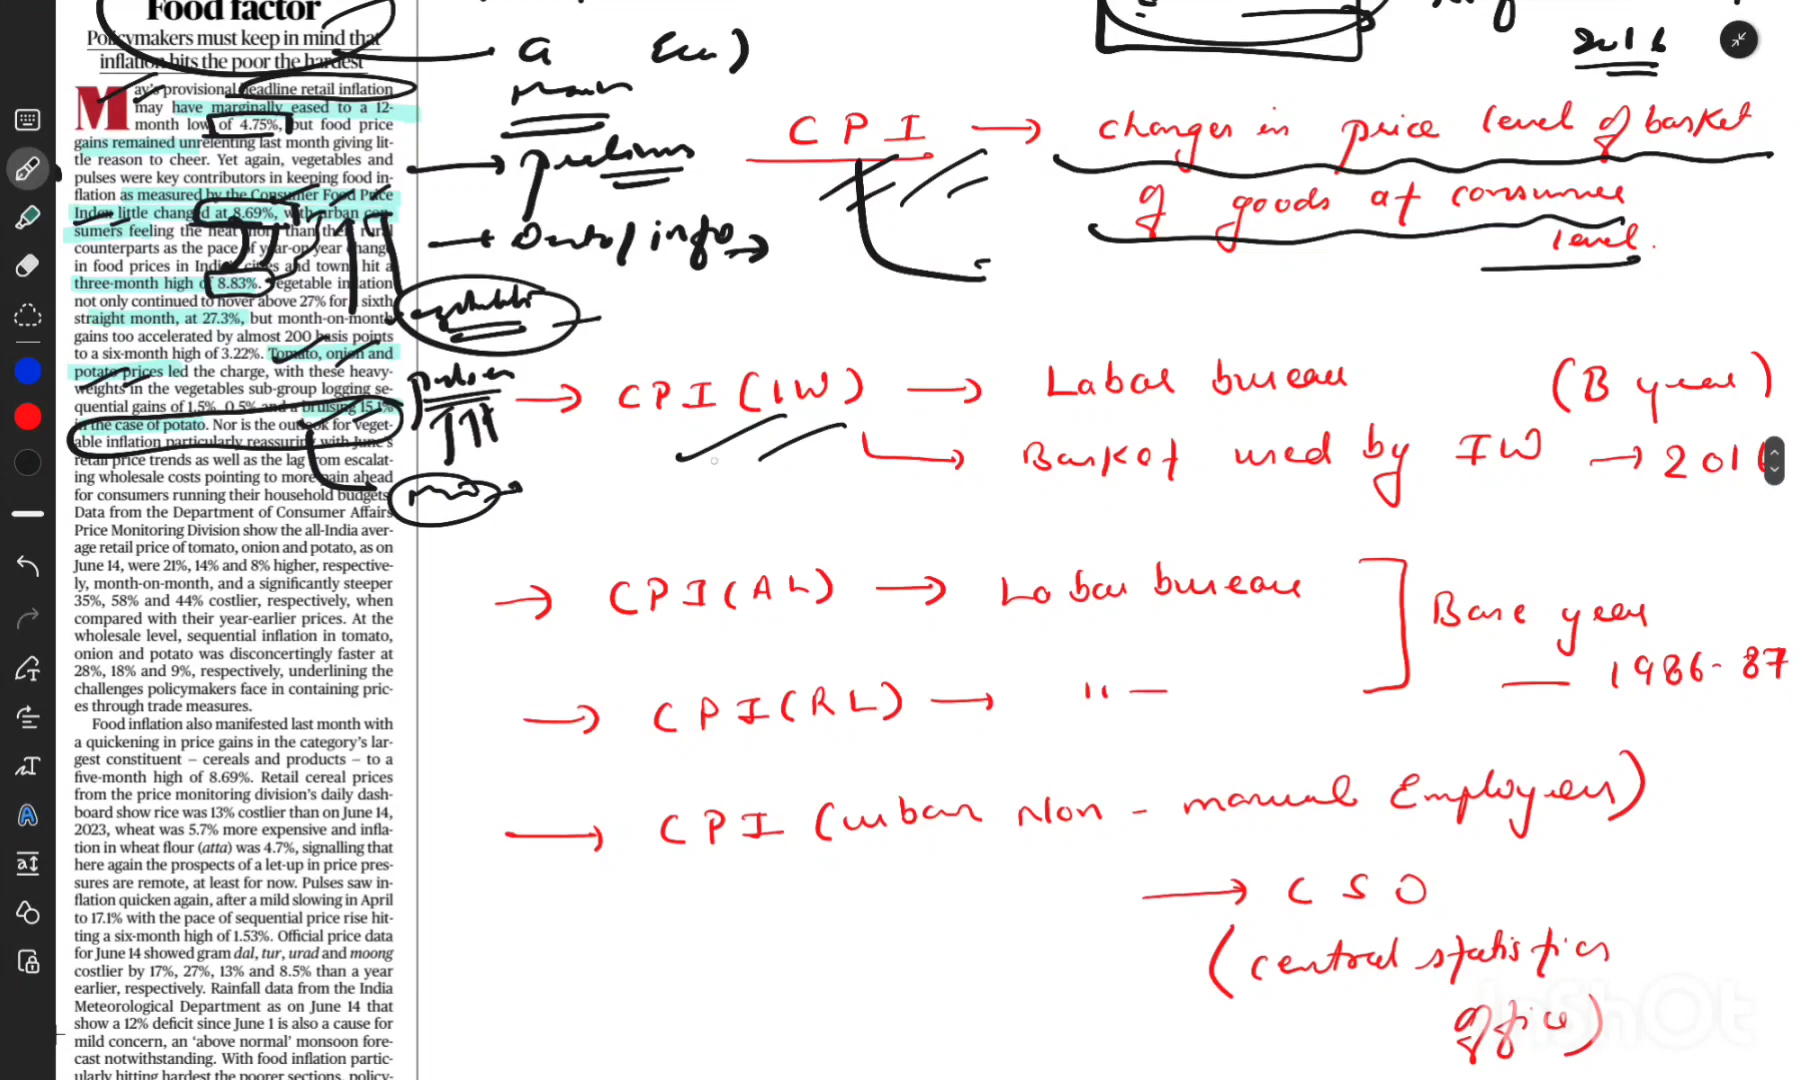 Food factor
Policymakers must keep in mind that
inflation hits the poor the hardest
May's provisional headline retail inflation
may have marginally eased to a 12-
month low of 4.75%, but food price
gains remained unrelenting last month giving lit-
tle reason to cheer. Yet again, vegetables and
pulses were key contributors in keeping food in-
flation as measured by the Consumer Food Price
Index little changed at 8.69%, with urban con-
sumers feeling the heat more than their rural
counterparts as the pace of year-on-year change
in food prices in India's cities and towns hit a
three-month high of 8.83%. Vegetable inflation
not only continued to hover above 27% for a sixth
straight month, at 27.3%, but month-on-month
gains too accelerated by almost 200 basis points
to a six-month high of 3.22%. Tomato, onion and
potato prices led the charge, with these heavy-
weights in the vegetables sub-group logging se-
quential gains of 1.5%, 0.5% and a bruising 15.1%
in the case of potato. Nor is the outlook for veget-
able inflation particularly reassuring with June's
retail price trends as well as the lag from escalat-
ing wholesale costs pointing to more pain ahead
for consumers running their household budgets.
Data from the Department of Consumer Affairs
Price Monitoring Division show the all-India aver-
age retail price of tomato, onion and potato, as on
June 14, were 21%, 14% and 8% higher, respective-
ly, month-on-month, and a significantly steeper
35%, 58% and 44% costlier, respectively, when
compared with their year-earlier prices. At the
wholesale level, sequential inflation in tomato,
onion and potato was disconcertingly faster at
28%, 18% and 9%, respectively, underlining the
challenges policymakers face in containing pric-
es through trade measures.
Food inflation also manifested last month with
a quickening in price gains in the category's lar-
gest constituent – cereals and products – to a
five-month high of 8.69%. Retail cereal prices
from the price monitoring division's daily dash-
board show rice was 13% costlier than on June 14,
2023, wheat was 5.7% more expensive and infla-
tion in wheat flour (atta) was 4.7%, signalling that
here again the prospects of a let-up in price pres-
sures are remote, at least for now. Pulses saw in-
flation quicken again, after a mild slowing in April
to 17.1% with the pace of sequential price rise hit-
ting a six-month high of 1.53%. Official price data
for June 14 showed gram dal, tur, urad and moong
costlier by 17%, 27%, 13% and 8.5% than a year
earlier, respectively. Rainfall data from the India
Meteorological Department as on June 14 that
show a 12% deficit since June 1 is also a cause for
mild concern, an 'above normal' monsoon fore-
cast notwithstanding. With food inflation partic-
ularly hitting hardest the poorer sections, policy-
→ Prelims
→ Data/info →
vegetable
pulses
2016
CPI → changes in price level of basket
of goods at consumer
level.
→ CPI (IW) → Labar bureau (B year)
→ Basket used by IW → 201
→ CPI (AL) → Labar bureau
→ CPI (RL) → " —
Base year
— 1986-87
→ CPI (urban Non - manual Employees)
→ CSO
(central statistics
office)
InShOt